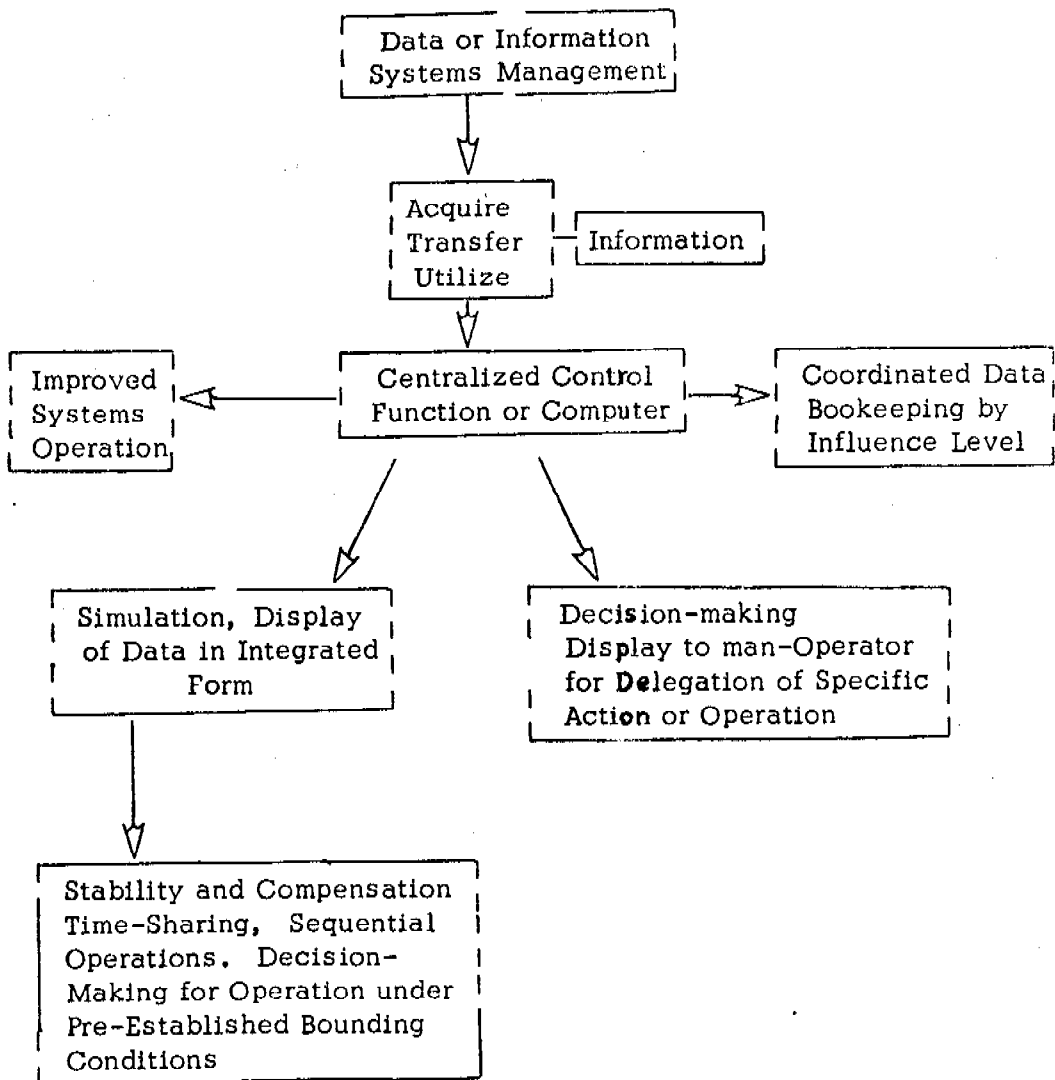 Data or Information
Systems Management
Acquire
Transfer
Utilize
Information
Improved
Systems
Operation
Centralized Control
Function or Computer
Coordinated Data
Bookeeping by
Influence Level
Simulation, Display
of Data in Integrated
Form
Decision-making
Display to man-Operator
for Delegation of Specific
Action or Operation
Stability and Compensation
Time-Sharing, Sequential
Operations. Decision-
Making for Operation under
Pre-Established Bounding
Conditions